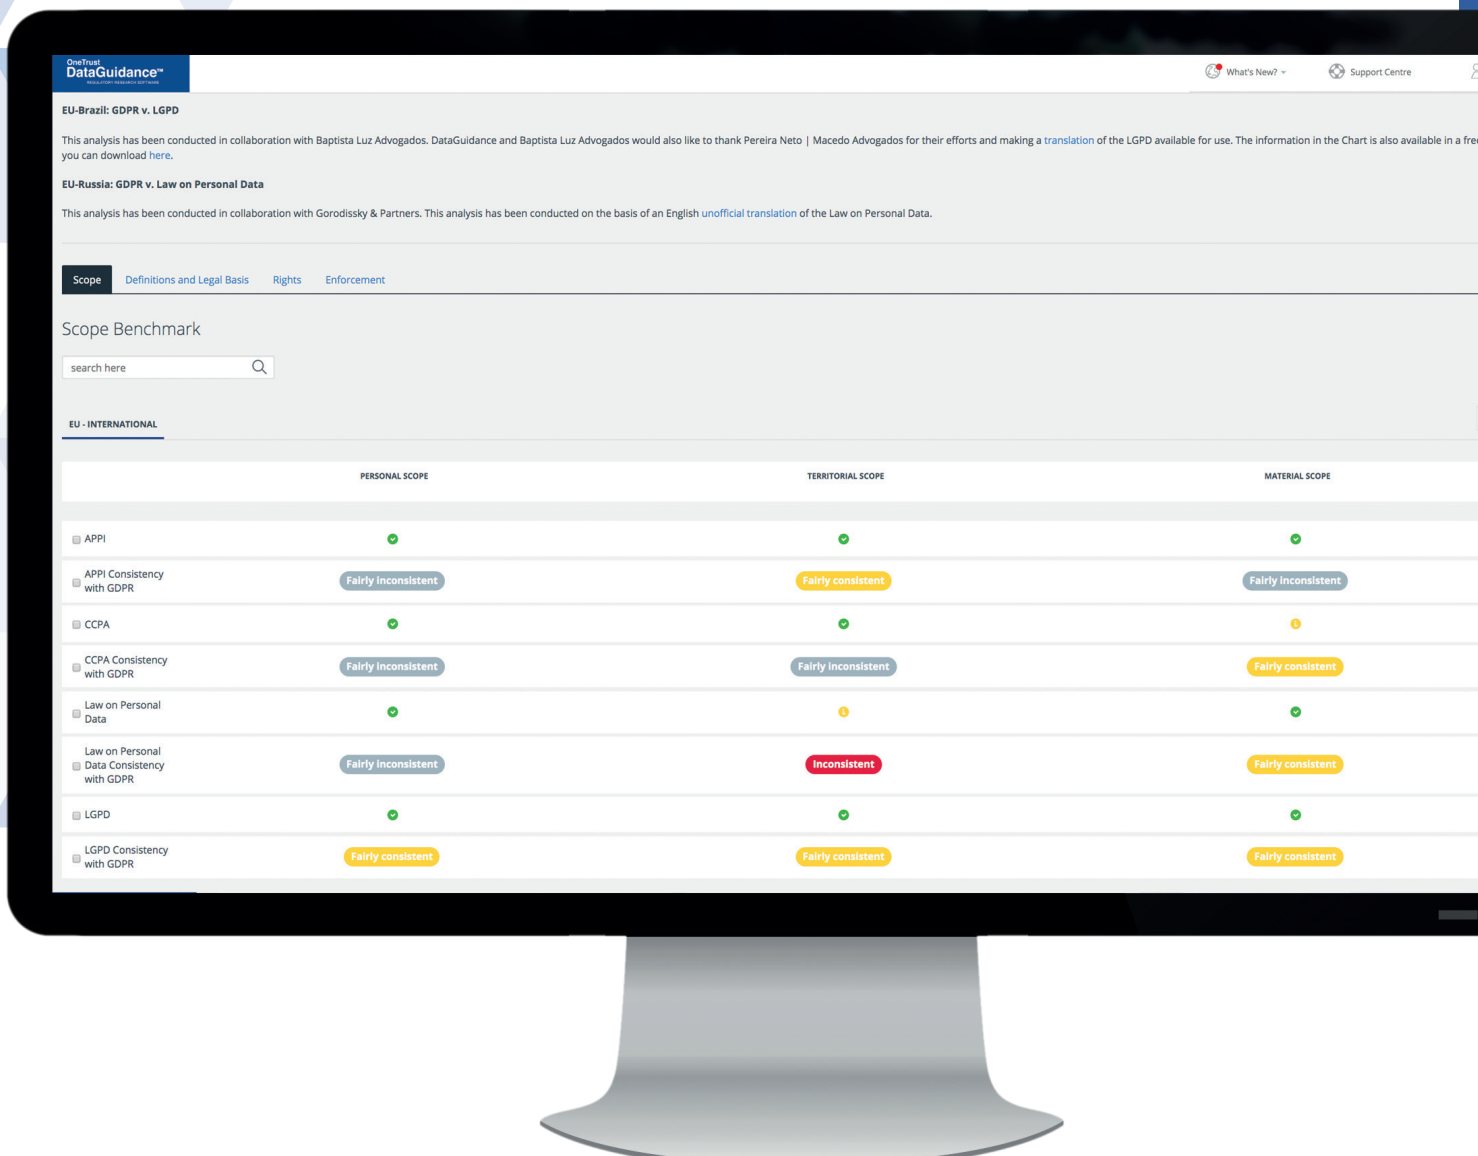 OneTrust
DataGuidance™
REGULATORY RESEARCH SOFTWARE
What's New?
Support Centre
EU-Brazil: GDPR v. LGPD
This analysis has been conducted in collaboration with Baptista Luz Advogados. DataGuidance and Baptista Luz Advogados would also like to thank Pereira Neto | Macedo Advogados for their efforts and making a translation of the LGPD available for use. The information in the Chart is also available in a free
you can download here.
EU-Russia: GDPR v. Law on Personal Data
This analysis has been conducted in collaboration with Gorodissky & Partners. This analysis has been conducted on the basis of an English unofficial translation of the Law on Personal Data.
Scope Definitions and Legal Basis Rights Enforcement
Scope Benchmark
search here
EU - INTERNATIONAL
PERSONAL SCOPE TERRITORIAL SCOPE MATERIAL SCOPE
APPI
APPI Consistency
with GDPR
Fairly inconsistent Fairly consistent Fairly inconsistent
CCPA
CCPA Consistency
with GDPR
Fairly inconsistent Fairly inconsistent Fairly consistent
Law on Personal
Data
Law on Personal
Data Consistency
with GDPR
Fairly inconsistent Inconsistent Fairly consistent
LGPD
LGPD Consistency
with GDPR
Fairly consistent Fairly consistent Fairly consistent